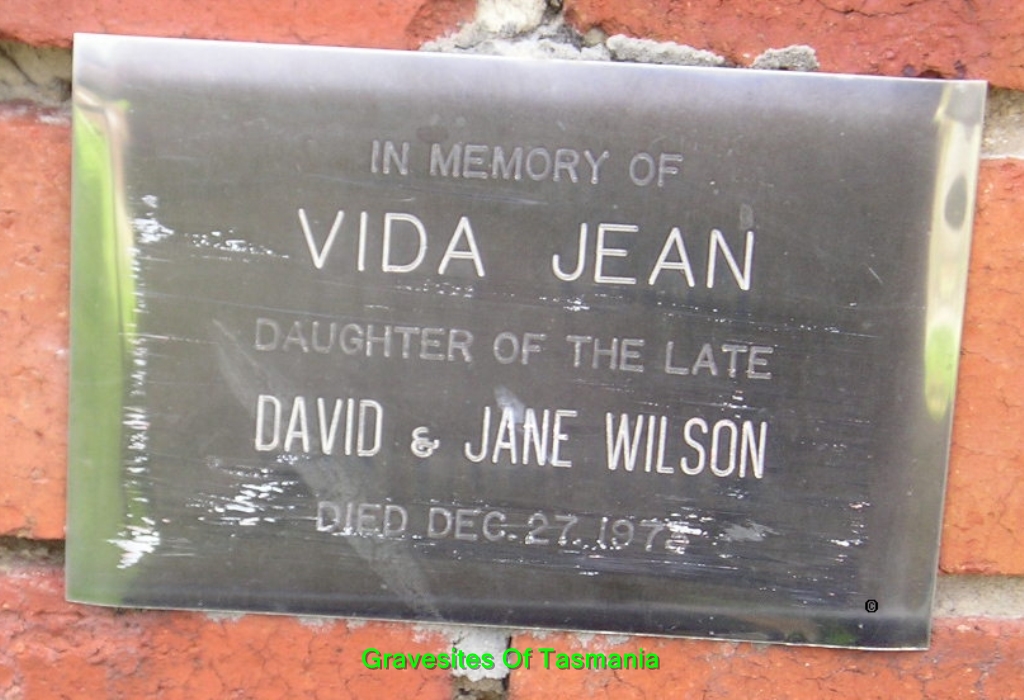 IN MEMORY OF
VIDA JEAN
DAUGHTER OF THE LATE
DAVID & JANE WILSON
DIED DEC. 27.
©
Gravesites Of Tasmania